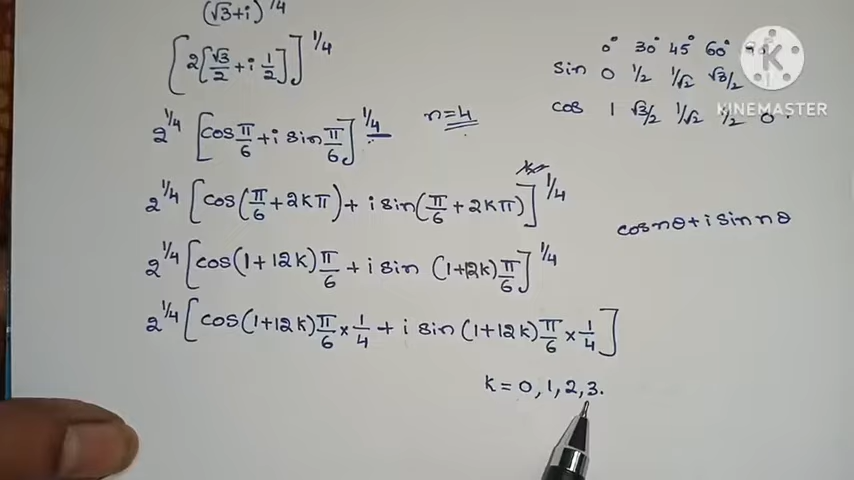 (√3+i)^1/4
[2[√3/2 + i 1/2]]^1/4
2^1/4 [cos π/6 + i sin π/6]^1/4 n=4
2^1/4 [cos(π/6 + 2kπ) + i sin(π/6 + 2kπ)]^1/4
2^1/4 [cos(1+12k)π/6 + i sin (1+12k)π/6]^1/4
2^1/4 [cos(1+12k)π/6 × 1/4 + i sin (1+12k)π/6 × 1/4]
k = 0, 1, 2, 3.
0° 30° 45° 60°
sin 0 1/2 1/√2 √3/2
cos 1 √3/2 1/√2 1/2 0
cos nθ + i sin nθ
K
KINEMASTER